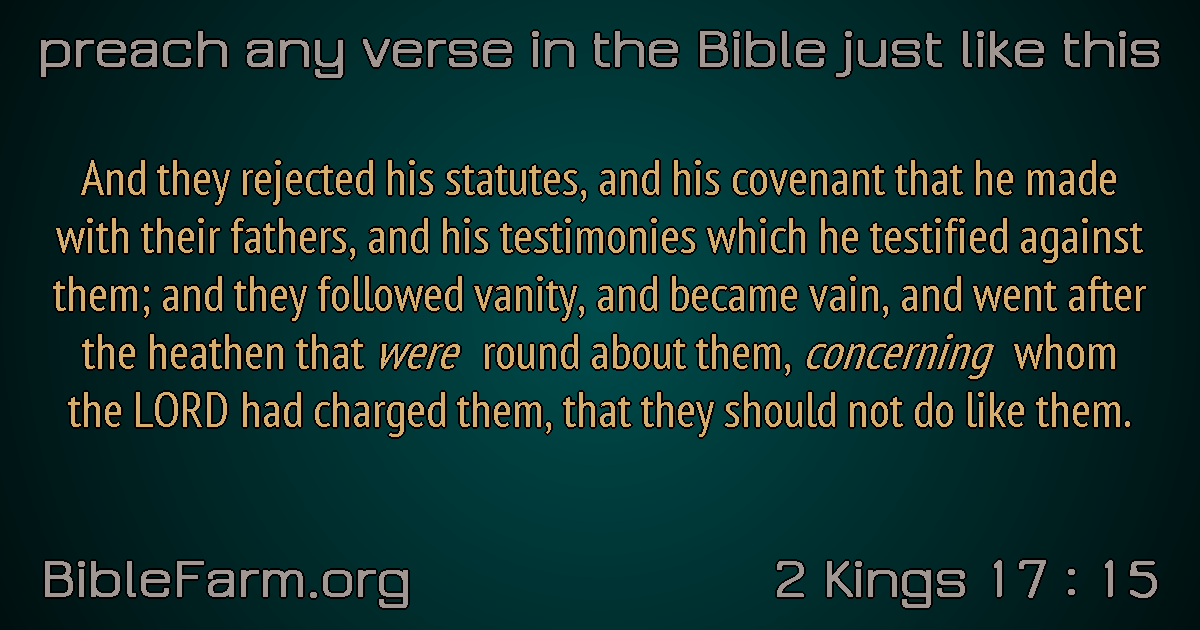 preach any verse in the Bible just like this
And they rejected his statutes, and his covenant that he made
with their fathers, and his testimonies which he testified against
them; and they followed vanity, and became vain, and went after
the heathen that were round about them, concerning whom
the LORD had charged them, that they should not do like them.
BibleFarm.org
2 Kings 17 : 15